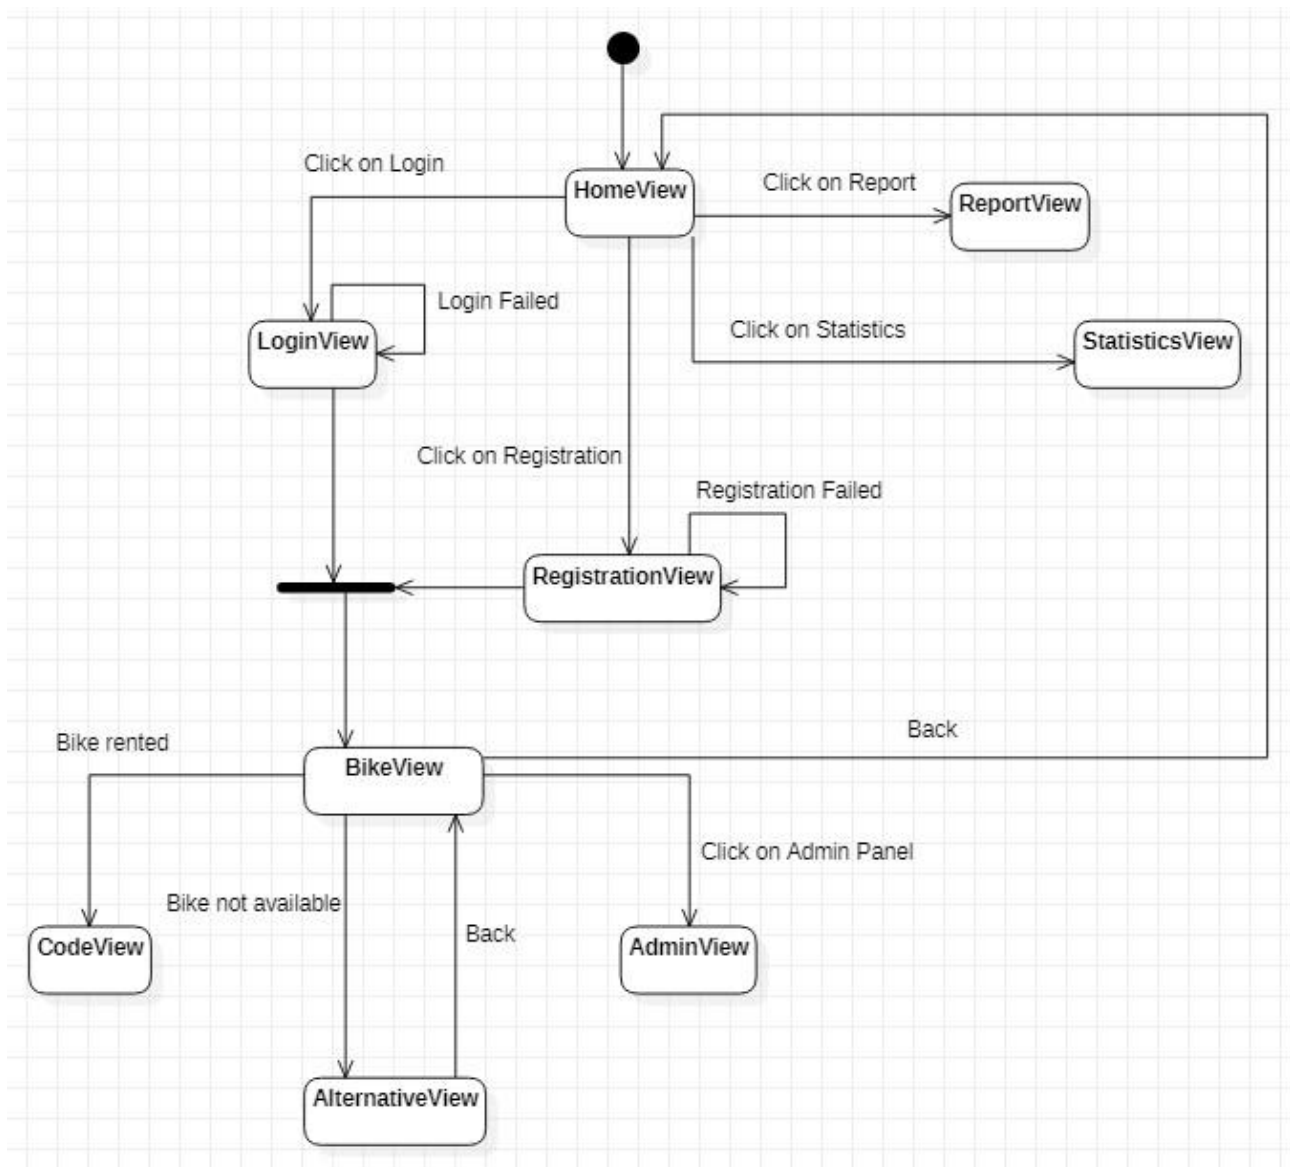 Click on Login
HomeView
Click on Report
ReportView
Login Failed
LoginView
Click on Statistics
StatisticsView
Click on Registration
Registration Failed
RegistrationView
Back
Bike rented
BikeView
Click on Admin Panel
Bike not available
Back
CodeView
AdminView
AlternativeView